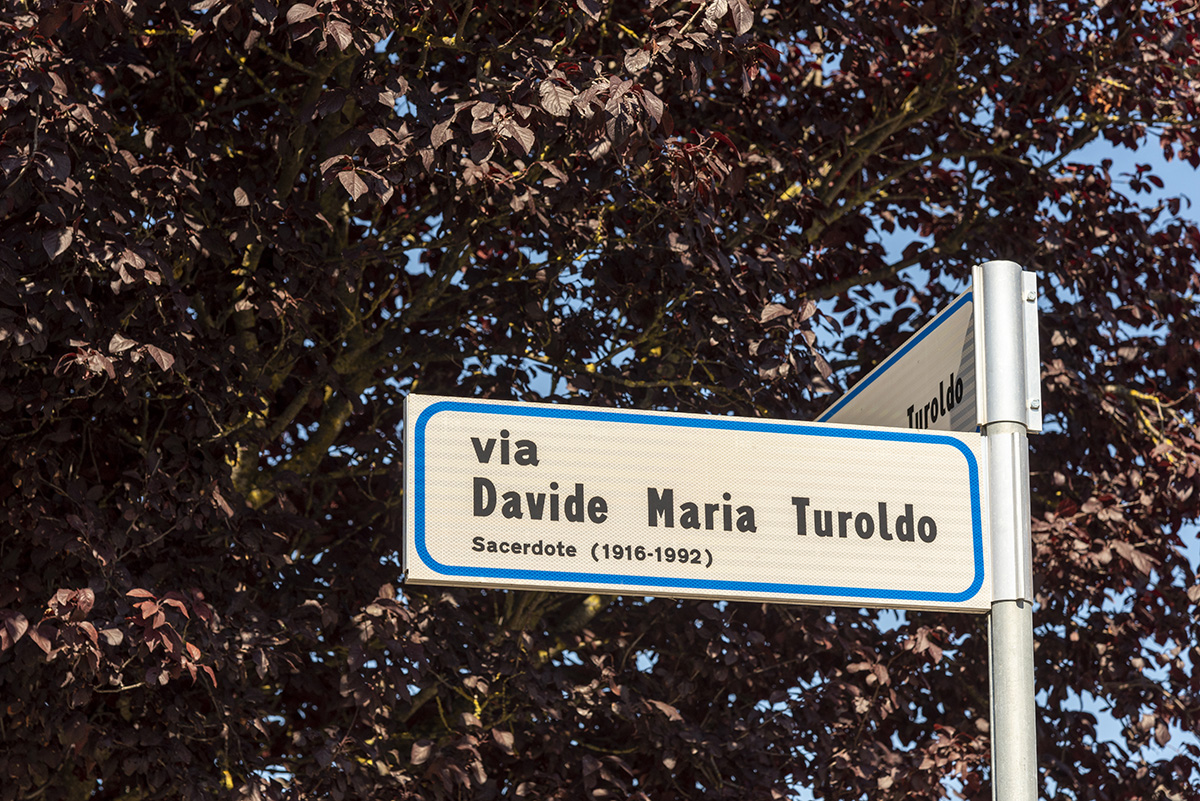 via
Davide Maria Turoldo
Sacerdote (1916-1992)
Turoldo